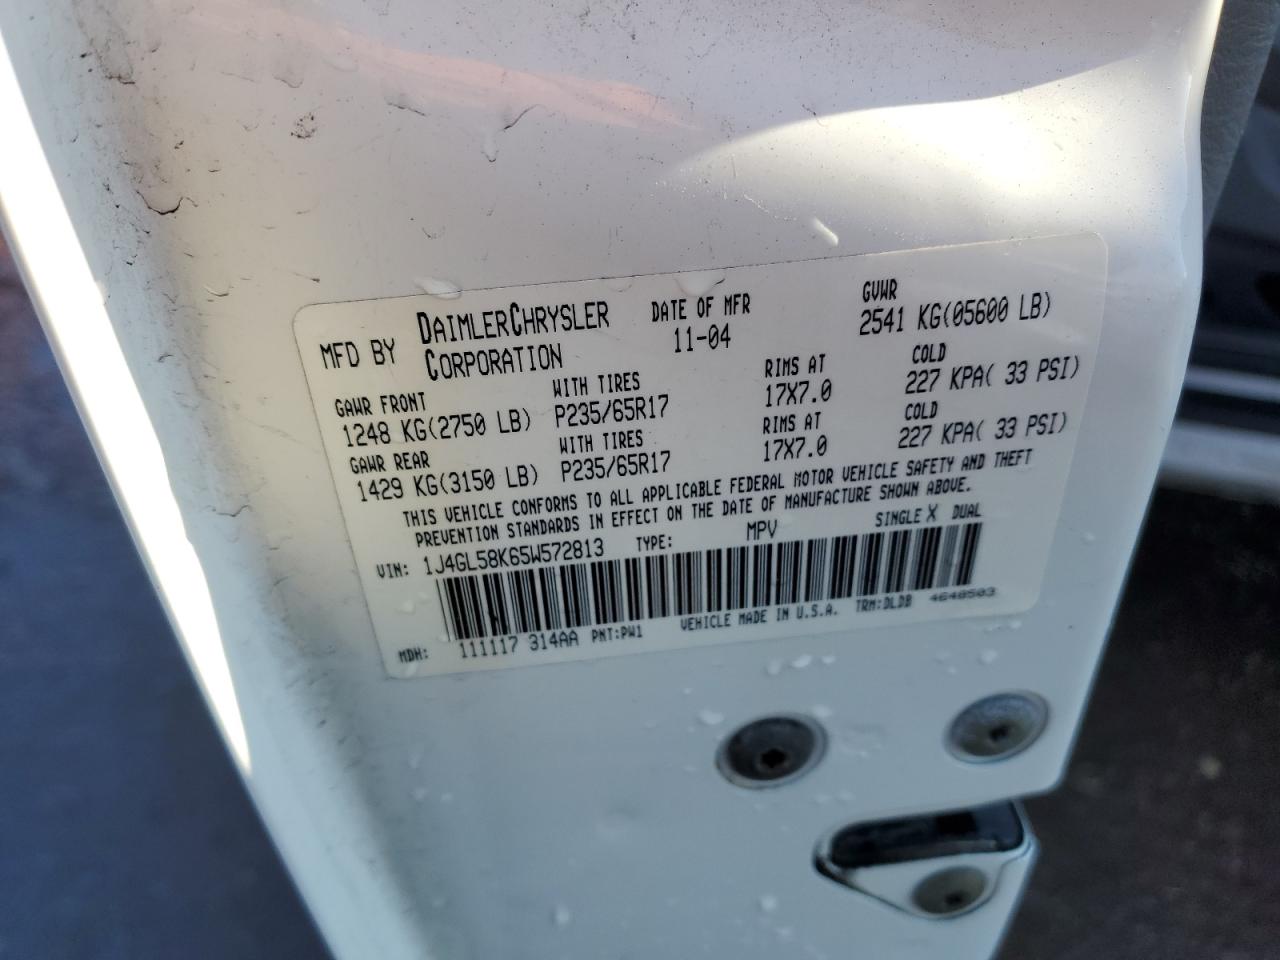 MFD BY DAIMLERCHRYSLER CORPORATION DATE OF MFR 11-04 GVWR 2541 KG(05600 LB)
GAWR FRONT WITH TIRES RIMS AT COLD
1248 KG(2750 LB) P235/65R17 17X7.0 227 KPA( 33 PSI)
GAWR REAR WITH TIRES RIMS AT COLD
1429 KG(3150 LB) P235/65R17 17X7.0 227 KPA( 33 PSI)
THIS VEHICLE CONFORMS TO ALL APPLICABLE FEDERAL MOTOR VEHICLE SAFETY AND THEFT
PREVENTION STANDARDS IN EFFECT ON THE DATE OF MANUFACTURE SHOWN ABOVE.
VIN: 1J4GL58K65W572813 TYPE: MPV SINGLE X DUAL
MDH: 111117 314AA PNT:PW1 VEHICLE MADE IN U.S.A. TRM:DLDB 4648503